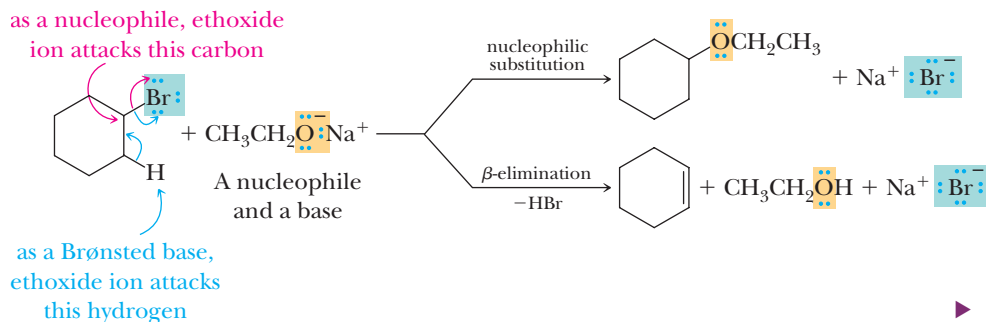 as a nucleophile, ethoxide
ion attacks this carbon
Br
H
+ CH₃CH₂O⁻Na⁺
A nucleophile
and a base
as a Brønsted base,
ethoxide ion attacks
this hydrogen
nucleophilic
substitution
OCH₂CH₃
+ Na⁺ Br⁻
β-elimination
−HBr
+ CH₃CH₂OH + Na⁺ Br⁻